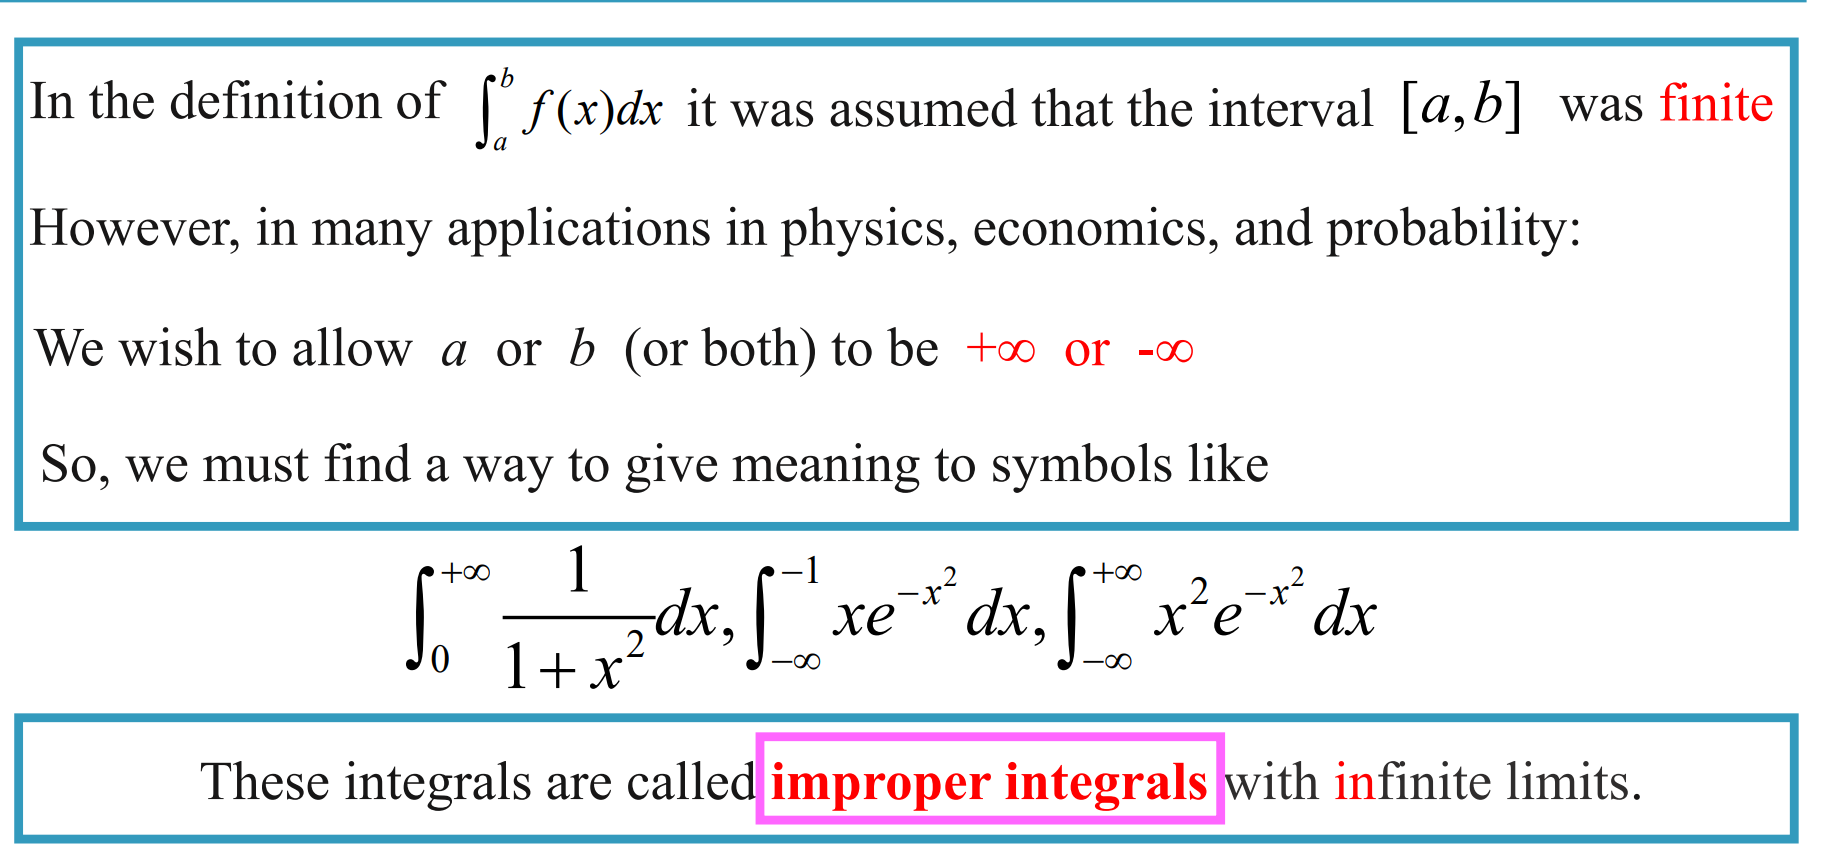 In the definition of $\int_a^b f(x)dx$ it was assumed that the interval $[a,b]$ was finite
However, in many applications in physics, economics, and probability:
We wish to allow a or b (or both) to be +∞ or -∞
So, we must find a way to give meaning to symbols like
$\int_0^{+\infty} \frac{1}{1+x^2}dx, \int_{-\infty}^{-1} xe^{-x^2}dx, \int_{-\infty}^{+\infty} x^2e^{-x^2}dx$
These integrals are called improper integrals with infinite limits.